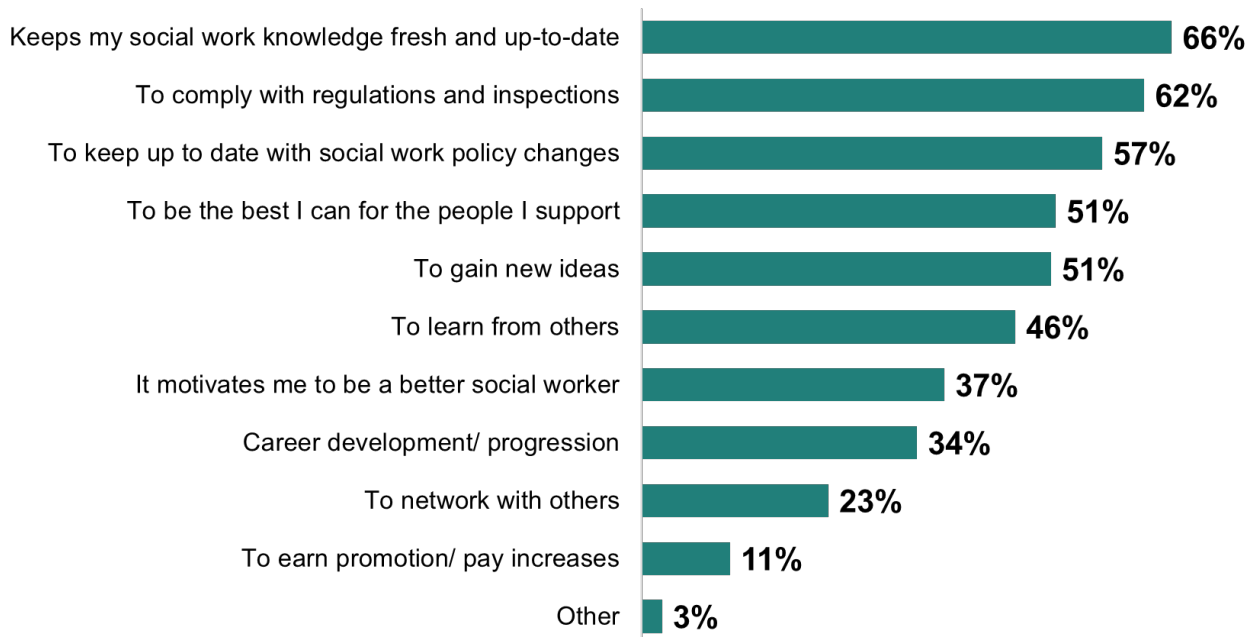 Keeps my social work knowledge fresh and up-to-date 66%
To comply with regulations and inspections 62%
To keep up to date with social work policy changes 57%
To be the best I can for the people I support 51%
To gain new ideas 51%
To learn from others 46%
It motivates me to be a better social worker 37%
Career development/ progression 34%
To network with others 23%
To earn promotion/ pay increases 11%
Other 3%